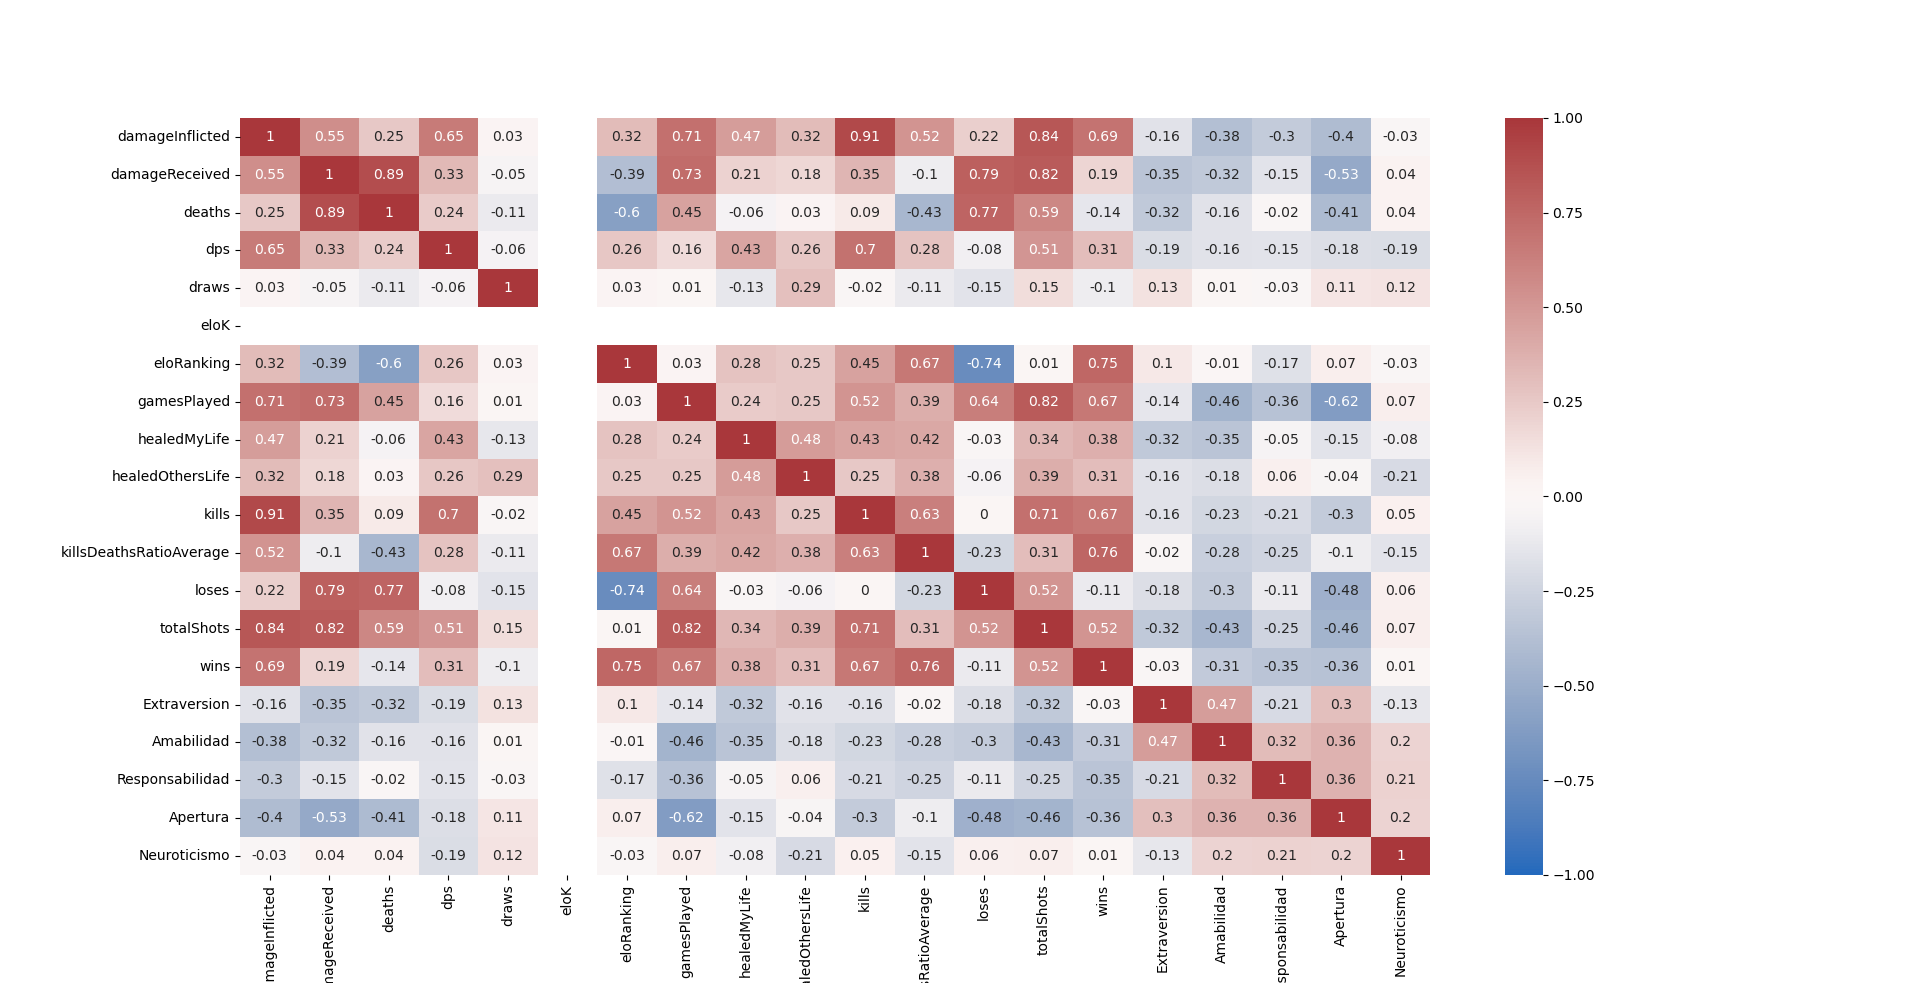 damageInflicted 1 0.55 0.25 0.65 0.03 0.32 0.71 0.47 0.32 0.91 0.52 0.22 0.84 0.69 -0.16 -0.38 -0.3 -0.4 -0.03
damageReceived 0.55 1 0.89 0.33 -0.05 -0.39 0.73 0.21 0.18 0.35 -0.1 0.79 0.82 0.19 -0.35 -0.32 -0.15 -0.53 0.04
deaths 0.25 0.89 1 0.24 -0.11 -0.6 0.45 -0.06 0.03 0.09 -0.43 0.77 0.59 -0.14 -0.32 -0.16 -0.02 -0.41 0.04
dps 0.65 0.33 0.24 1 -0.06 0.26 0.16 0.43 0.26 0.7 0.28 -0.08 0.51 0.31 -0.19 -0.16 -0.15 -0.18 -0.19
draws 0.03 -0.05 -0.11 -0.06 1 0.03 0.01 -0.13 0.29 -0.02 -0.11 -0.15 0.15 -0.1 0.13 0.01 -0.03 0.11 0.12
eloK
eloRanking 0.32 -0.39 -0.6 0.26 0.03 1 0.03 0.28 0.25 0.45 0.67 -0.74 0.01 0.75 0.1 -0.01 -0.17 0.07 -0.03
gamesPlayed 0.71 0.73 0.45 0.16 0.01 0.03 1 0.24 0.25 0.52 0.39 0.64 0.82 0.67 -0.14 -0.46 -0.36 -0.62 0.07
healedMyLife 0.47 0.21 -0.06 0.43 -0.13 0.28 0.24 1 0.48 0.43 0.42 -0.03 0.34 0.38 -0.32 -0.35 -0.05 -0.15 -0.08
healedOthersLife 0.32 0.18 0.03 0.26 0.29 0.25 0.25 0.48 1 0.25 0.38 -0.06 0.39 0.31 -0.16 -0.18 0.06 -0.04 -0.21
kills 0.91 0.35 0.09 0.7 -0.02 0.45 0.52 0.43 0.25 1 0.63 0 0.71 0.67 -0.16 -0.23 -0.21 -0.3 0.05
killsDeathsRatioAverage 0.52 -0.1 -0.43 0.28 -0.11 0.67 0.39 0.42 0.38 0.63 1 -0.23 0.31 0.76 -0.02 -0.28 -0.25 -0.1 -0.15
loses 0.22 0.79 0.77 -0.08 -0.15 -0.74 0.64 -0.03 -0.06 0 -0.23 1 0.52 -0.11 -0.18 -0.3 -0.11 -0.48 0.06
totalShots 0.84 0.82 0.59 0.51 0.15 0.01 0.82 0.34 0.39 0.71 0.31 0.52 1 0.52 -0.32 -0.43 -0.25 -0.46 0.07
wins 0.69 0.19 -0.14 0.31 -0.1 0.75 0.67 0.38 0.31 0.67 0.76 -0.11 0.52 1 -0.03 -0.31 -0.35 -0.36 0.01
Extraversion -0.16 -0.35 -0.32 -0.19 0.13 0.1 -0.14 -0.32 -0.16 -0.16 -0.02 -0.18 -0.32 -0.03 1 0.47 -0.21 0.3 -0.13
Amabilidad -0.38 -0.32 -0.16 -0.16 0.01 -0.01 -0.46 -0.35 -0.18 -0.23 -0.28 -0.3 -0.43 -0.31 0.47 1 0.32 0.36 0.2
Responsabilidad -0.3 -0.15 -0.02 -0.15 -0.03 -0.17 -0.36 -0.05 0.06 -0.21 -0.25 -0.11 -0.25 -0.35 -0.21 0.32 1 0.36 0.21
Apertura -0.4 -0.53 -0.41 -0.18 0.11 0.07 -0.62 -0.15 -0.04 -0.3 -0.1 -0.48 -0.46 -0.36 0.3 0.36 0.36 1 0.2
Neuroticismo -0.03 0.04 0.04 -0.19 0.12 -0.03 0.07 -0.08 -0.21 0.05 -0.15 0.06 0.07 0.01 -0.13 0.2 0.21 0.2 1
mageInflicted
mageReceived
deaths
dps
draws
eloK
eloRanking
gamesPlayed
healedMyLife
aledOthersLife
kills
sRatioAverage
loses
totalShots
wins
Extraversion
Amabilidad
sponsabilidad
Apertura
Neuroticismo
1.00
0.75
0.50
0.25
0.00
−0.25
−0.50
−0.75
−1.00